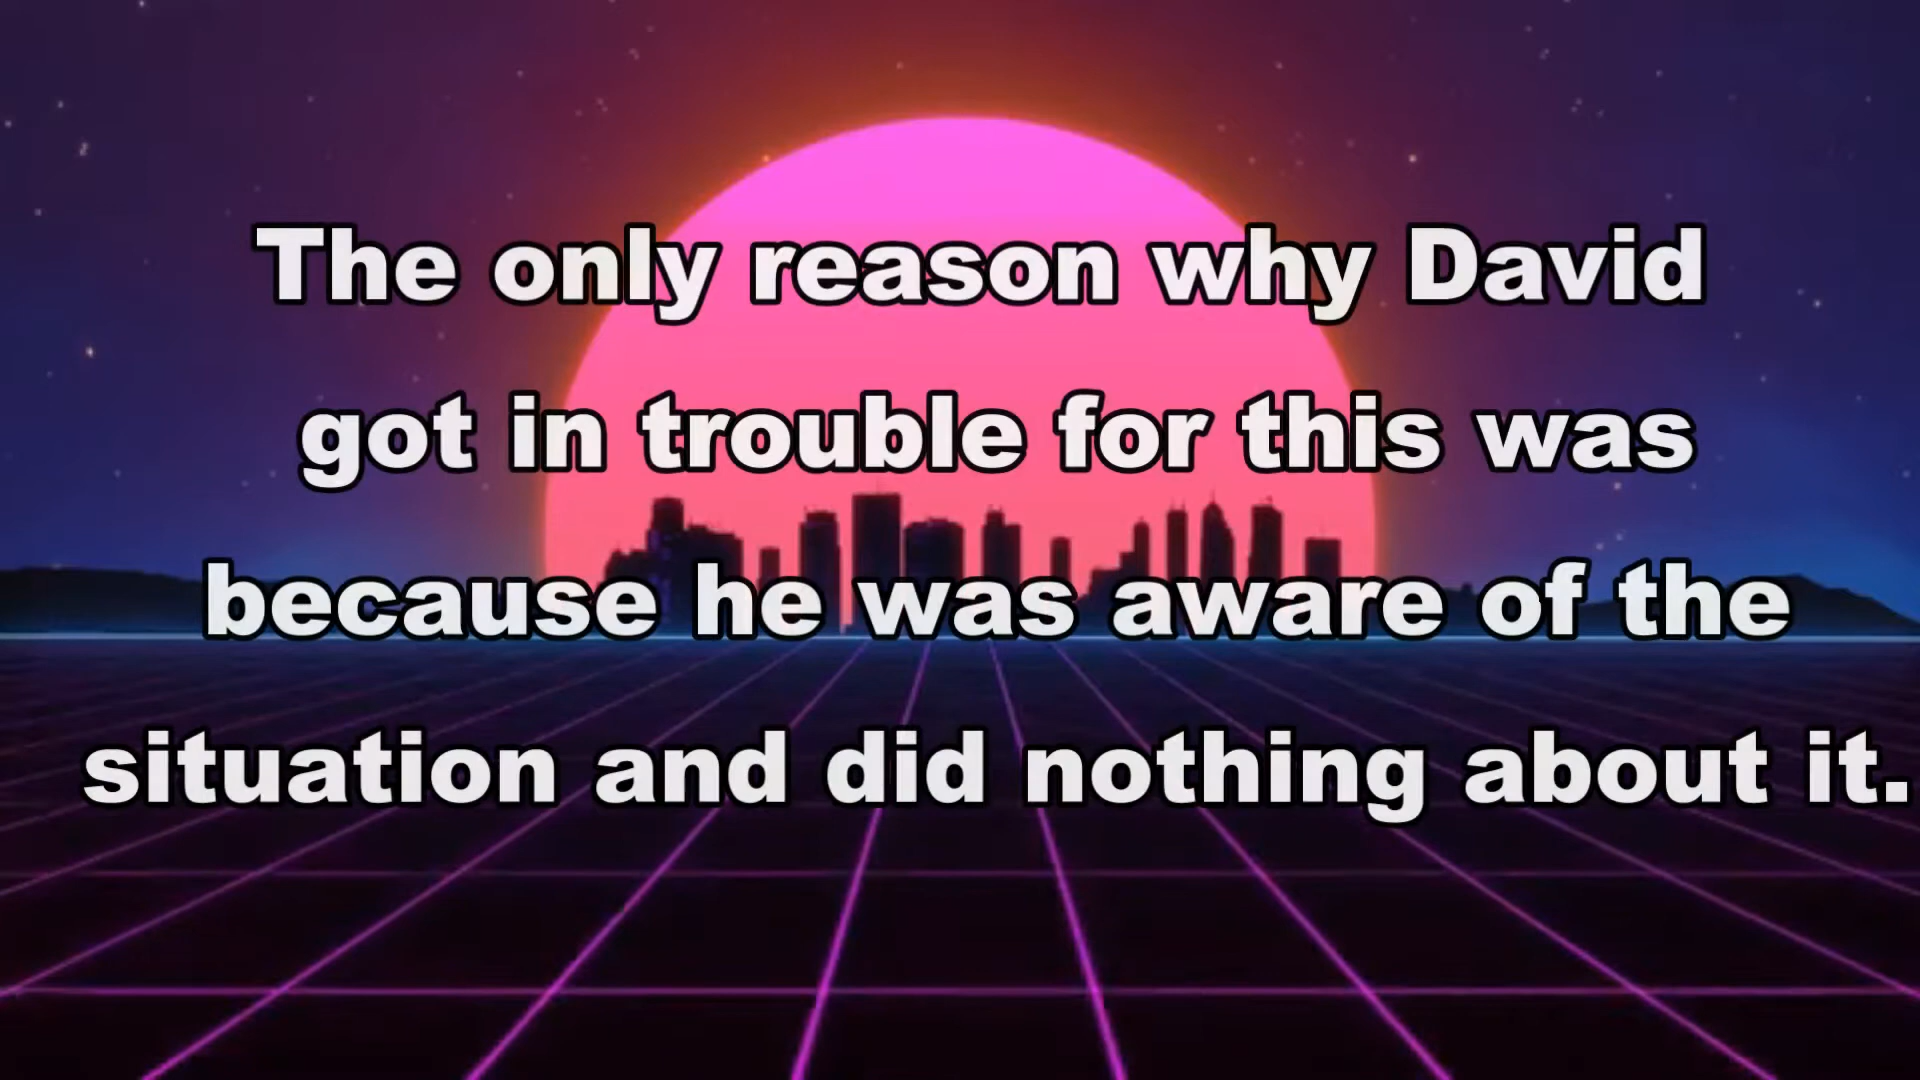 The only reason why David
got in trouble for this was
because he was aware of the
situation and did nothing about it.